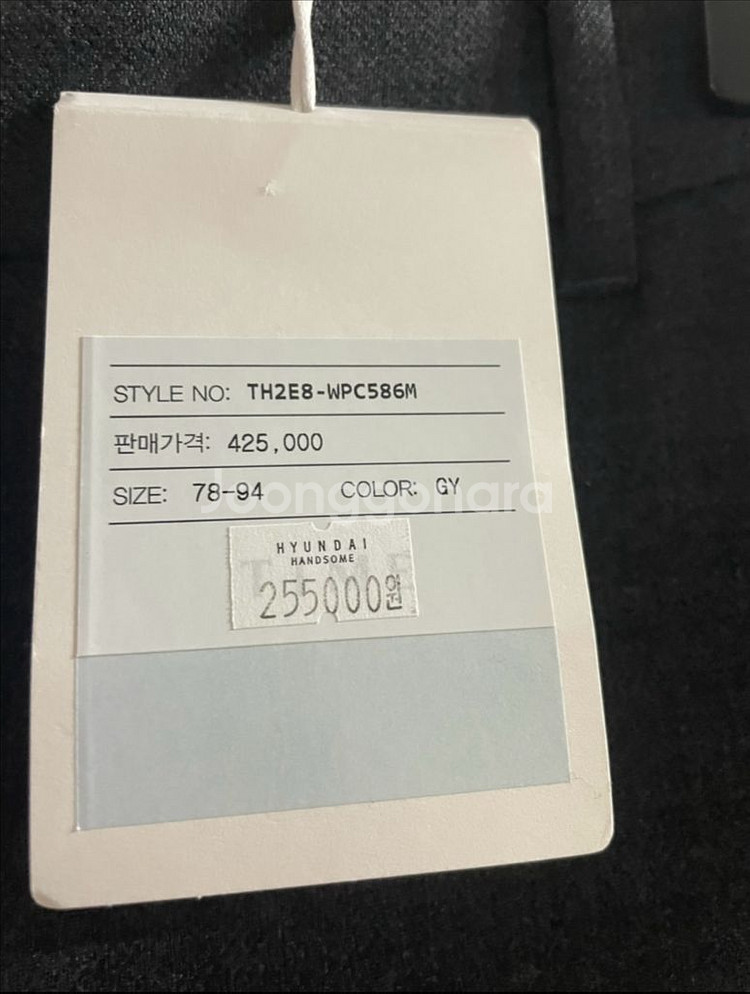 STYLE NO: TH2E8-WPC586M
판매가격: 425,000
SIZE: 78-94 COLOR: GY
Joonggonara
HYUNDAI
HANDSOME
255000원